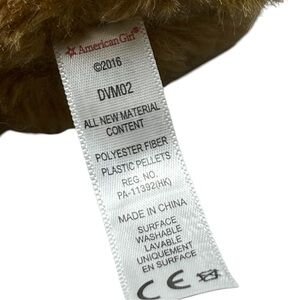 American Girl
©2016
DVM02
ALL NEW MATERIAL
CONTENT
POLYESTER FIBER
PLASTIC PELLETS
REG. NO.
PA-11392(HK)
MADE IN CHINA
SURFACE
WASHABLE
LAVABLE
UNIQUEMENT
EN SURFACE
CE